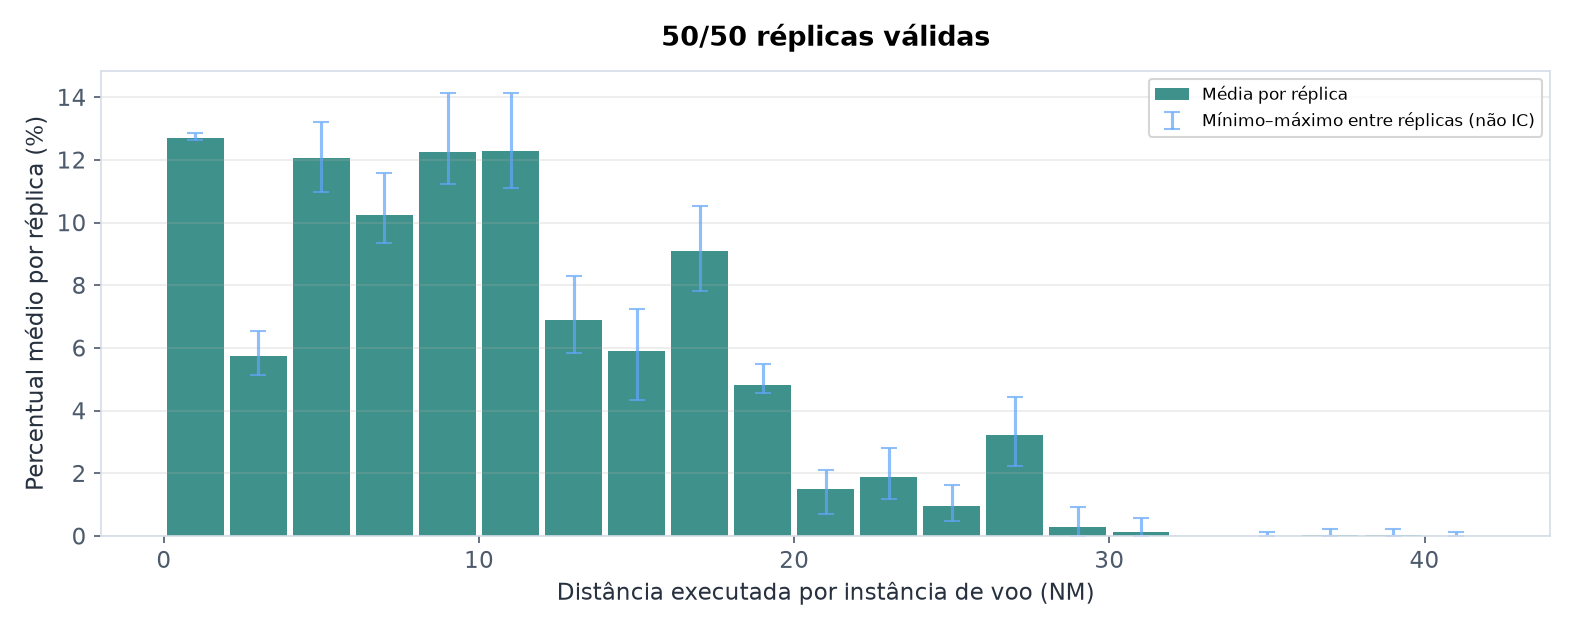 50/50 réplicas válidas
Percentual médio por réplica (%)
14
12
10
8
6
4
2
0
Média por réplica
Mínimo–máximo entre réplicas (não IC)
0 10 20 30 40
Distância executada por instância de voo (NM)